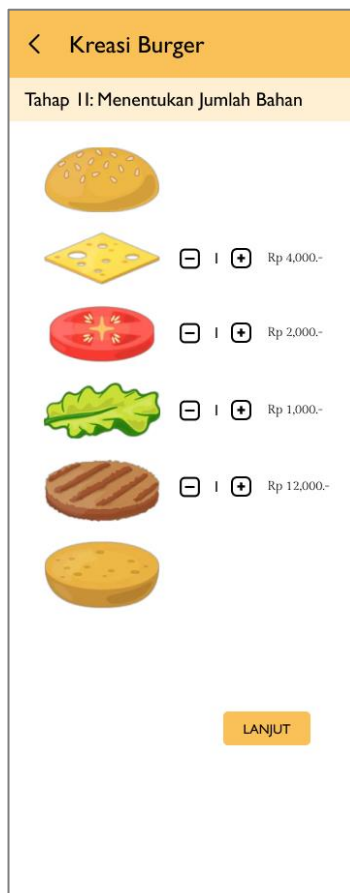 Kreasi Burger
Tahap II: Menentukan Jumlah Bahan
1 Rp 4,000.-
1 Rp 2,000.-
1 Rp 1,000.-
1 Rp 12,000.-
LANJUT